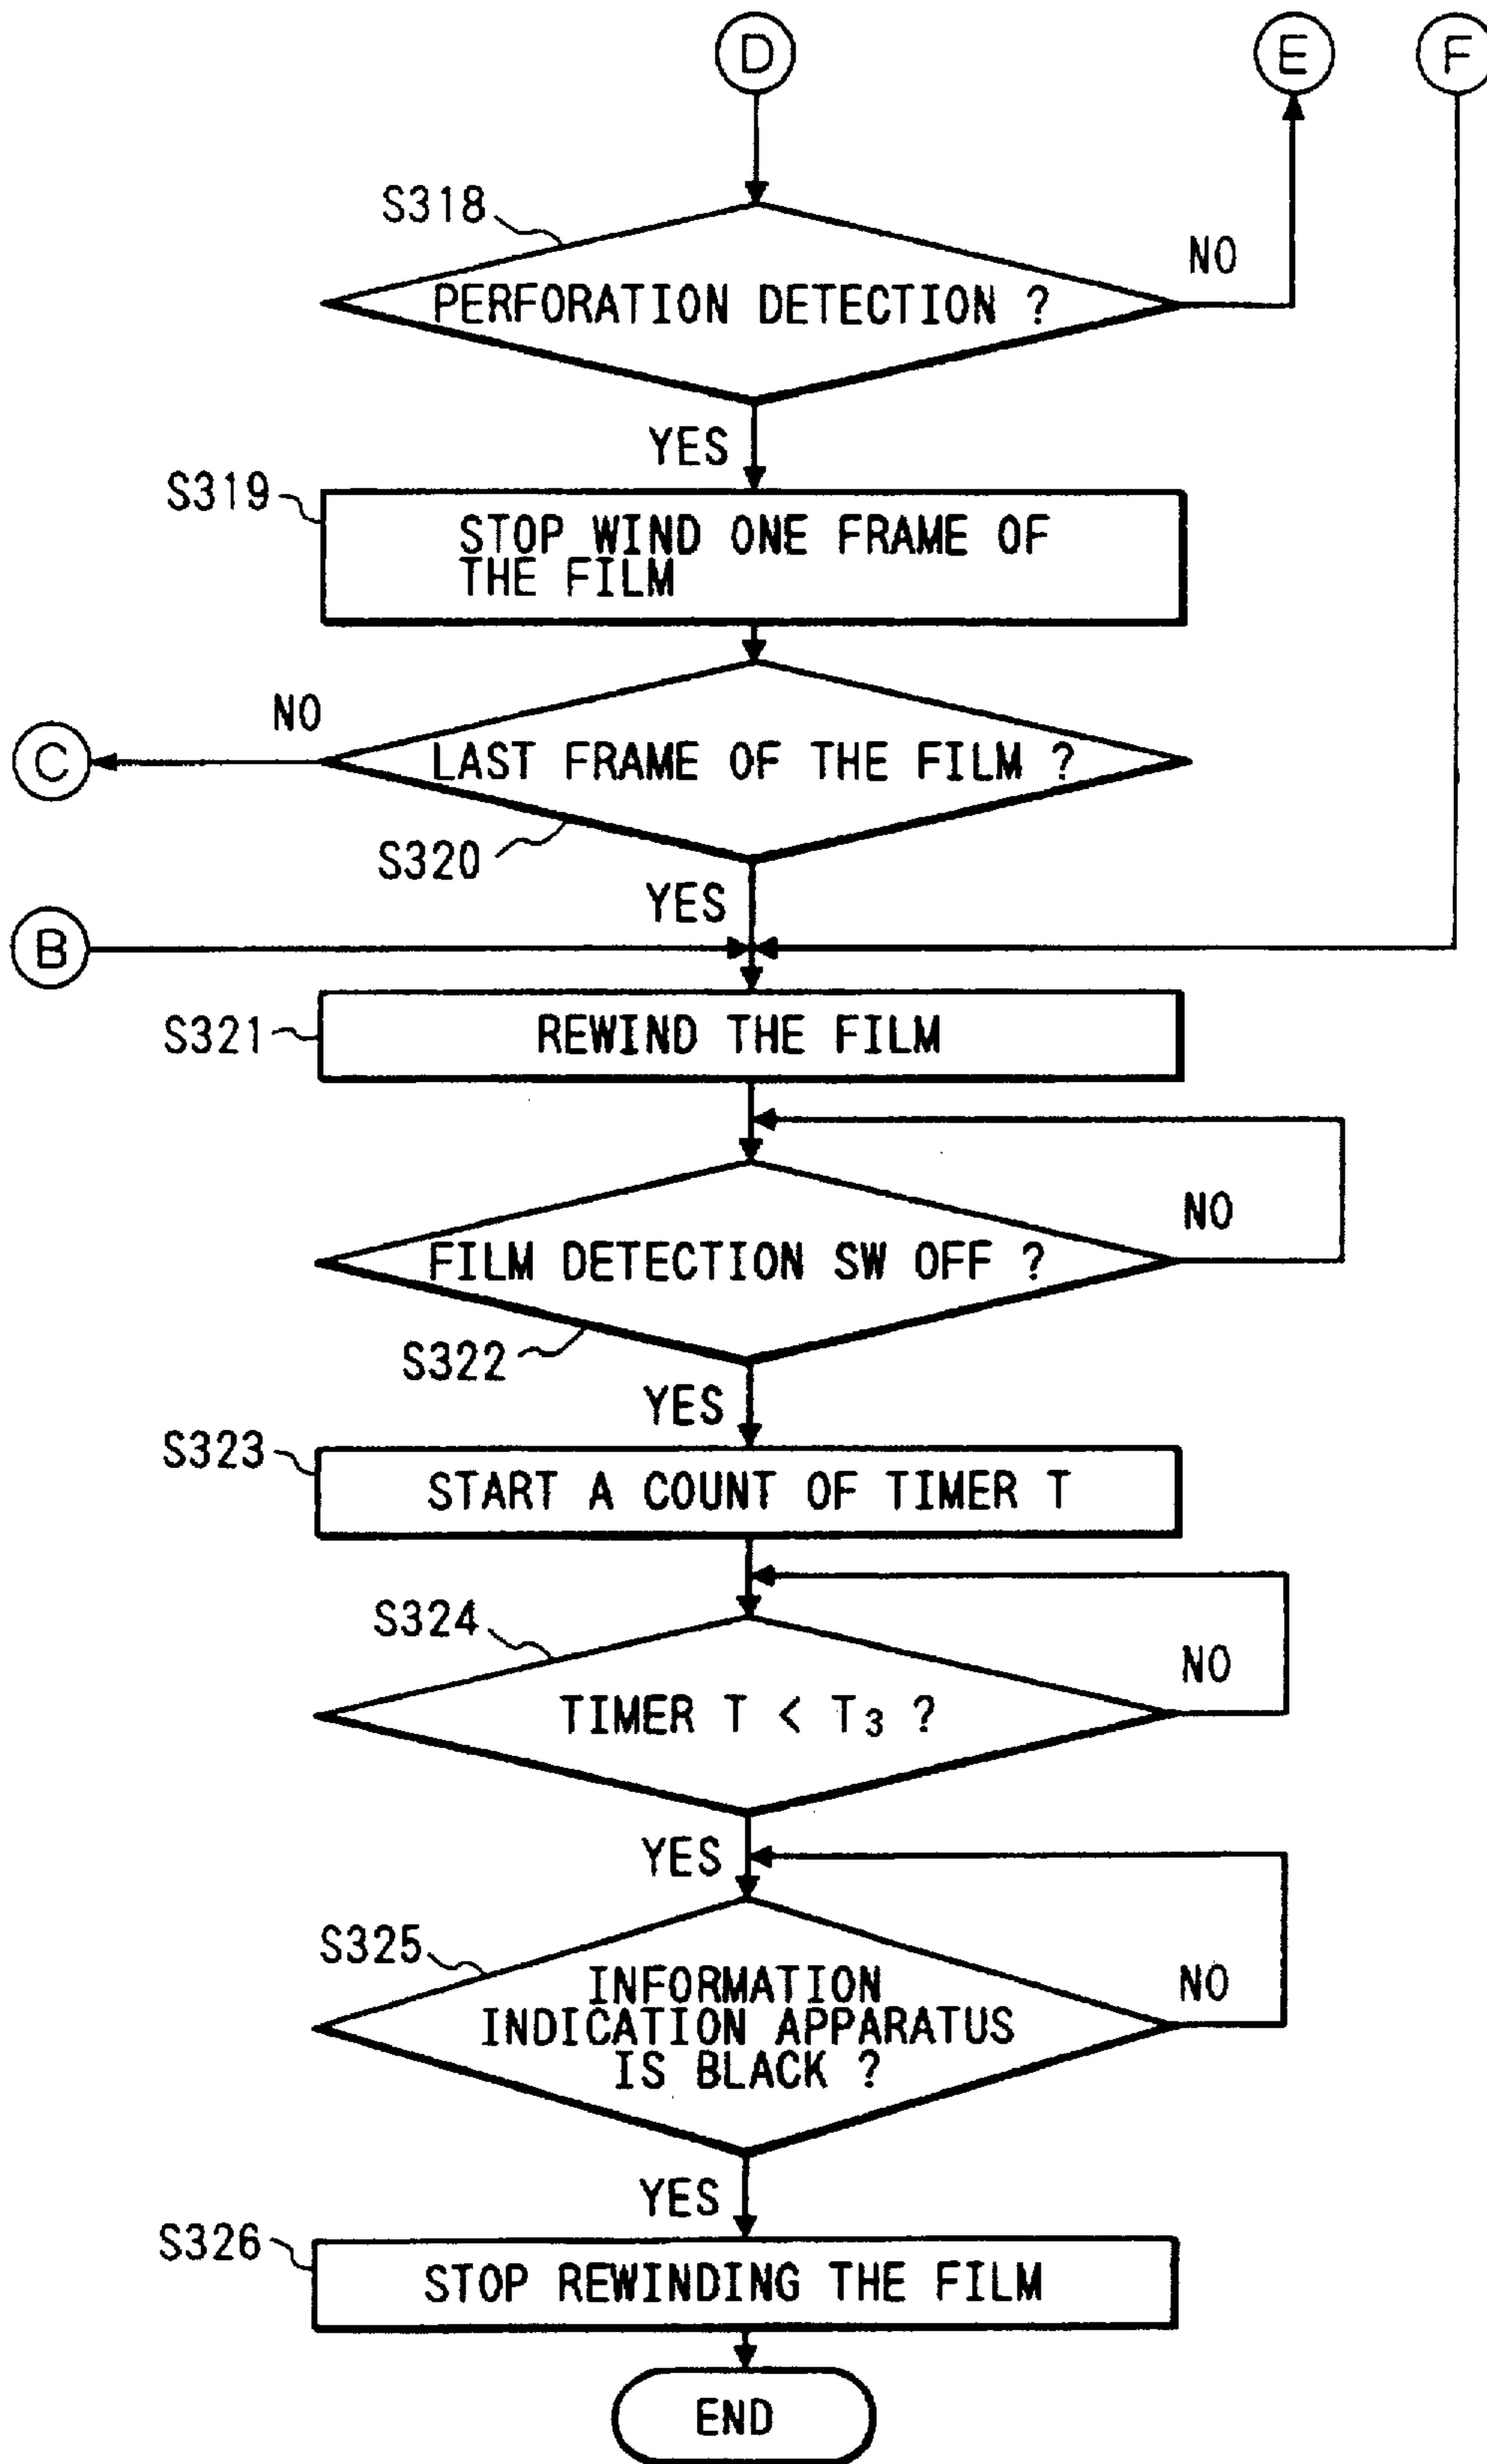 D
E
F
S318
NO
PERFORATION DETECTION ?
YES
S319
STOP WIND ONE FRAME OF
THE FILM
NO
C
LAST FRAME OF THE FILM ?
S320
YES
B
S321
REWIND THE FILM
NO
FILM DETECTION SW OFF ?
S322
YES
S323
START A COUNT OF TIMER T
S324
NO
TIMER T < T₃ ?
YES
S325
INFORMATION
NO
INDICATION APPARATUS
IS BLACK ?
YES
S326
STOP REWINDING THE FILM
END